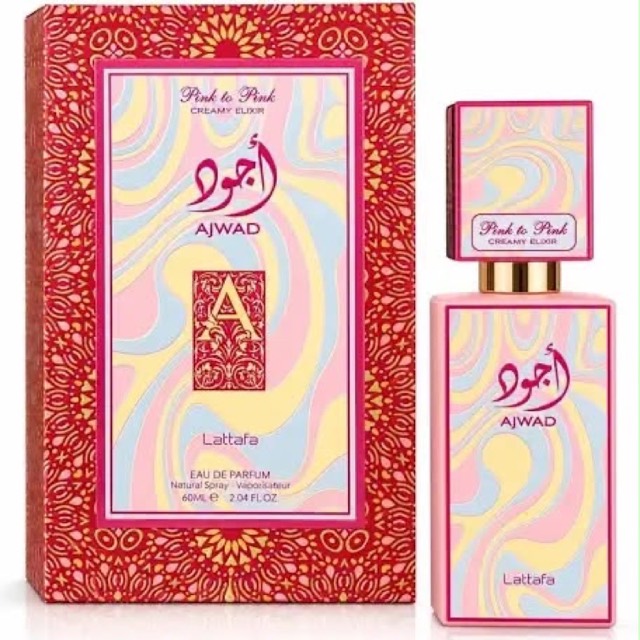 Pink to Pink
CREAMY ELIXIR
أجود
AJWAD
A
Lattafa
EAU DE PARFUM
Natural Spray - Vaporisateur
60ML e 2.04 FL.OZ
Pink to Pink
CREAMY ELIXIR
أجود
AJWAD
Lattafa